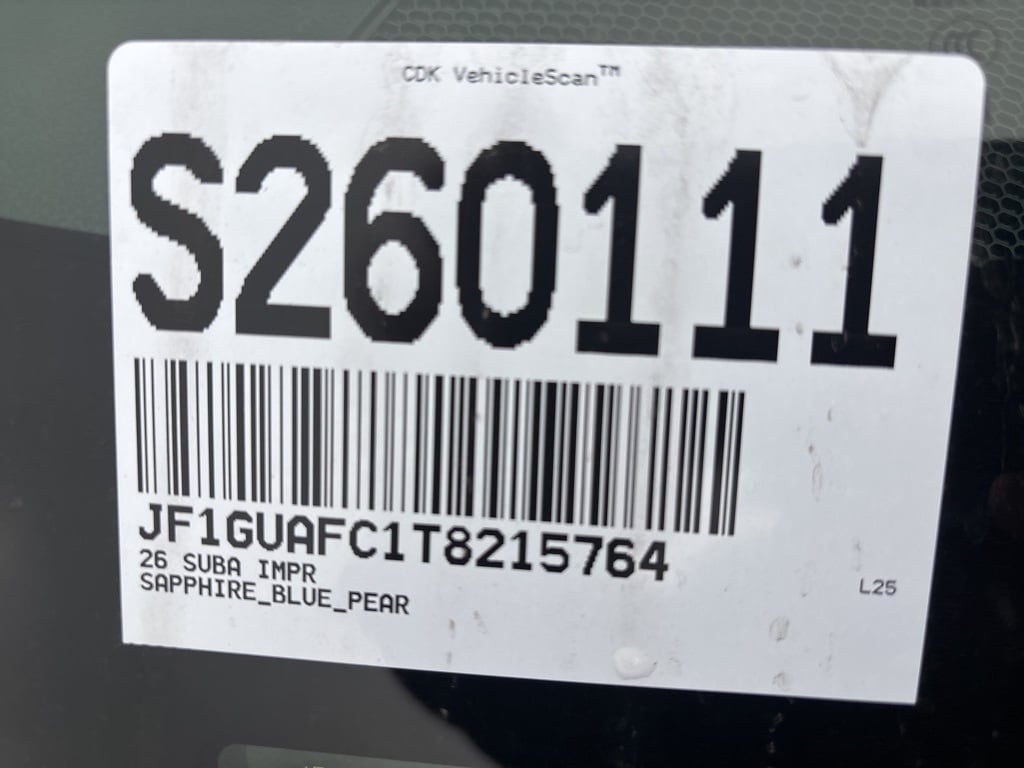 CDK VehicleScan™
S260111
JF1GUAFC1T8215764
26 SUBA IMPR
SAPPHIRE_BLUE_PEAR
L25